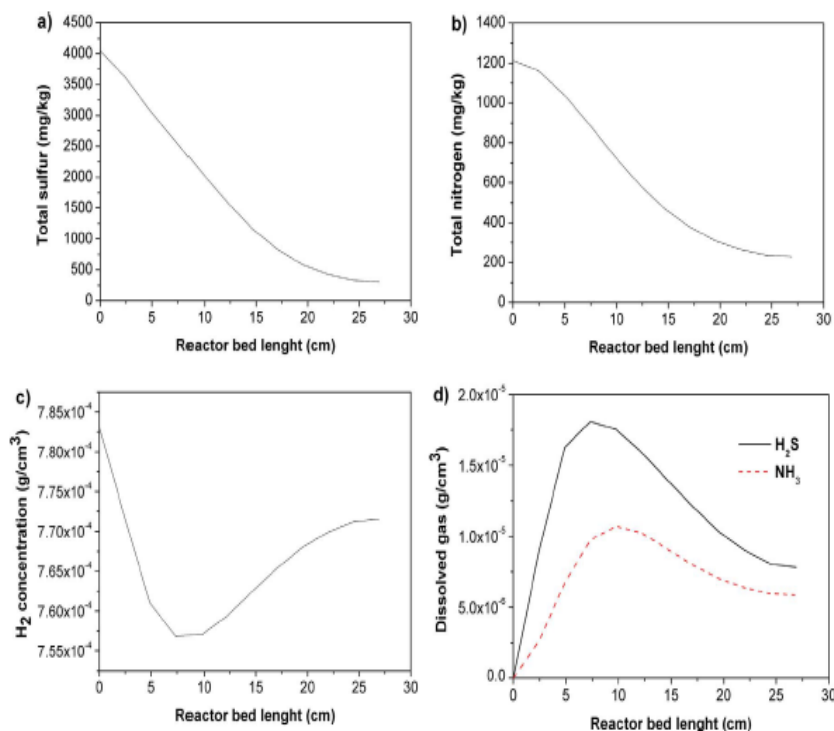 a)
4500
4000
3500
3000
2500
2000
1500
1000
500
0
Total sulfur (mg/kg)
0 5 10 15 20 25 30
Reactor bed lenght (cm)
b)
1400
1200
1000
800
600
400
200
0
Total nitrogen (mg/kg)
0 5 10 15 20 25 30
Reactor bed lenght (cm)
c)
7.85x10⁻⁴
7.80x10⁻⁴
7.75x10⁻⁴
7.70x10⁻⁴
7.65x10⁻⁴
7.60x10⁻⁴
7.55x10⁻⁴
H₂ concentration (g/cm³)
0 5 10 15 20 25 30
Reactor bed lenght (cm)
d)
2.0x10⁻⁵
1.5x10⁻⁵
1.0x10⁻⁵
5.0x10⁻⁶
0.0
Dissolved gas (g/cm³)
H₂S
NH₃
0 5 10 15 20 25 30
Reactor bed lenght (cm)